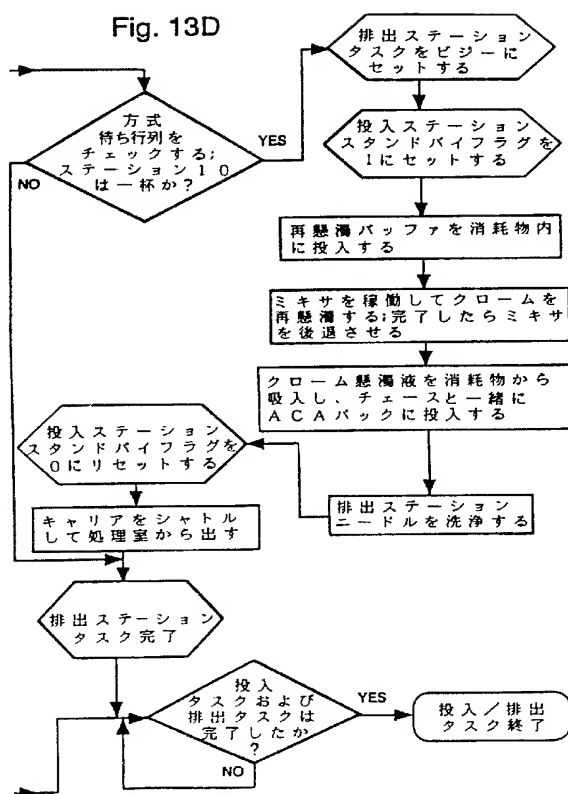 Fig. 13D
排出ステーション
タスクをビジーに
セットする
方式
待ち行列を
チェックする;
ステーション10
は一杯か?
YES
NO
投入ステーション
スタンドバイフラグを
1にセットする
再懸濁バッファを消耗物内
に投入する
ミキサを稼働してクロームを
再懸濁する;完了したらミキサ
を後退させる
クローム懸濁液を消耗物から
吸入し、チェースと一緒に
ACAパックに投入する
排出ステーション
ニードルを洗浄する
投入ステーション
スタンドバイフラグを
0にリセットする
キャリアをシャトル
して処理室から出す
排出ステーション
タスク完了
投入
タスクおよび
排出タスクは
完了したか
?
YES
NO
投入/排出
タスク終了